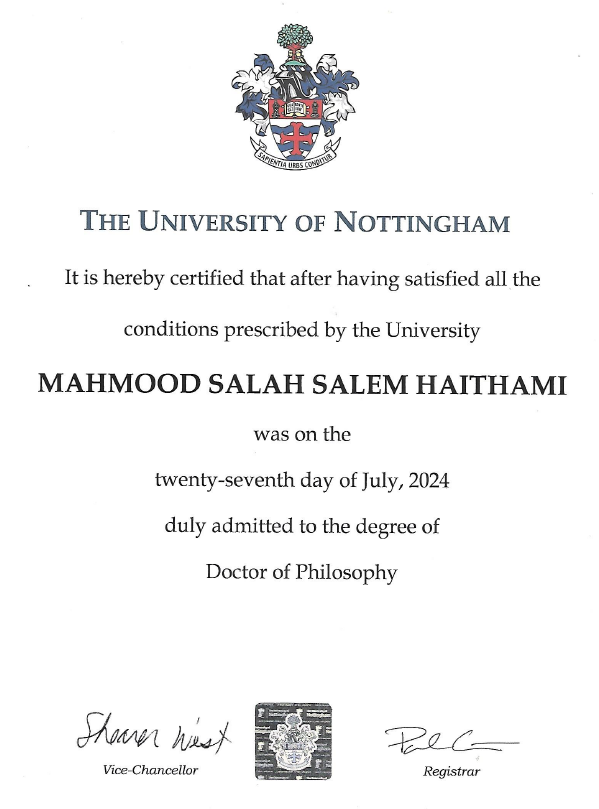 SAPIENTIA URBS CONDITUR
THE UNIVERSITY OF NOTTINGHAM
It is hereby certified that after having satisfied all the
conditions prescribed by the University
MAHMOOD SALAH SALEM HAITHAMI
was on the
twenty-seventh day of July, 2024
duly admitted to the degree of
Doctor of Philosophy
Shearer West
Vice-Chancellor
Registrar